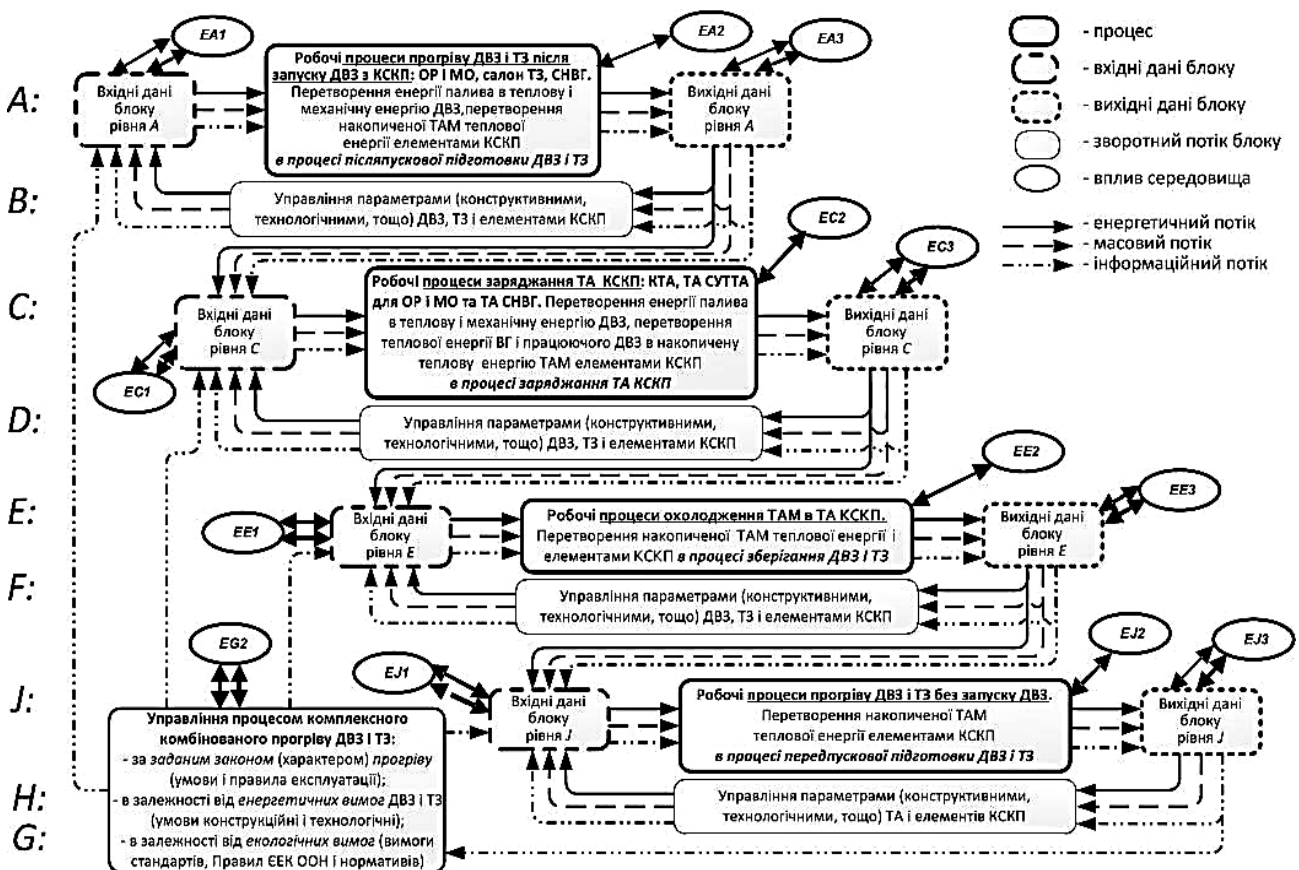 EA1
EA2
EA3
A:
Вхідні дані
блоку
рівня A
Робочі процеси прогріву ДВЗ і ТЗ після
запуску ДВЗ з КСКП: ОР і МО, салон ТЗ, СНВГ.
Перетворення енергії палива в теплову і
механічну енергію ДВЗ,перетворення
накопиченої ТАМ теплової
енергії елементами КСКП
в процесі післяпускової підготовки ДВЗ і ТЗ
Вихідні дані
блоку
рівня A
- процес
- вхідні дані блоку
- вихідні дані блоку
- зворотний потік блоку
- вплив середовища
- енергетичний потік
- масовий потік
- інформаційний потік
B:
Управління параметрами (конструктивними,
технологічними, тощо) ДВЗ, ТЗ і елементами КСКП
EC2
EC3
C:
Вхідні дані
блоку
рівня C
EC1
Робочі процеси заряджання ТА КСКП: КТА, ТА СУТТА
для ОР і МО та ТА СНВГ. Перетворення енергії палива
в теплову і механічну енергію ДВЗ, перетворення
теплової енергії ВГ і працюючого ДВЗ в накопичену
теплову енергію ТАМ елементами КСКП
в процесі заряджання ТА КСКП
Вихідні дані
блоку
рівня C
D:
Управління параметрами (конструктивними,
технологічними, тощо) ДВЗ, ТЗ і елементами КСКП
EE2
EE3
E:
EE1
Вхідні дані
блоку
рівня E
Робочі процеси охолодження ТАМ в ТА КСКП.
Перетворення накопиченої ТАМ теплової енергії і
елементами КСКП в процесі зберігання ДВЗ і ТЗ
Вихідні дані
блоку
рівня E
F:
Управління параметрами (конструктивними,
технологічними, тощо) ДВЗ, ТЗ і елементами КСКП
EG2
EJ1
EJ2
EJ3
J:
Вхідні дані
блоку
рівня J
Робочі процеси прогріву ДВЗ і ТЗ без запуску ДВЗ.
Перетворення накопиченої ТАМ
теплової енергії елементами КСКП
в процесі передпускової підготовки ДВЗ і ТЗ
Вихідні дані
блоку
рівня J
Управління процесом комплексного
комбінованого прогріву ДВЗ і ТЗ:
- за заданим законом (характером) прогріву
(умови і правила експлуатації);
- в залежності від енергетичних вимог ДВЗ і ТЗ
(умови конструкційні і технологічні);
- в залежності від екологічних вимог (вимоги
стандартів, Правил ЄЕК ООН і нормативів)
H:
Управління параметрами (конструктивними,
технологічними, тощо) ТА і елементів КСКП
G: